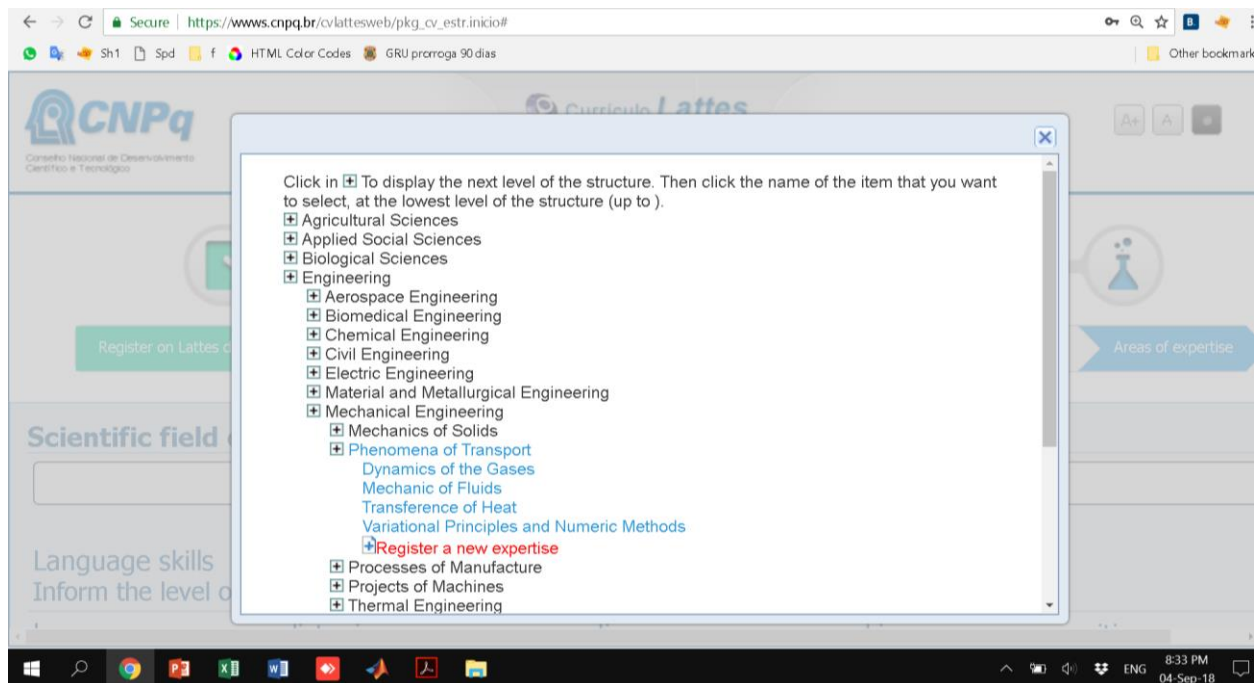 Secure | https://wwws.cnpq.br/cvlattesweb/pkg_cv_estr.inicio#
Sh1 Spd f HTML Color Codes GRU prorroga 90 dias Other bookmark
CNPq
Conselho Nacional de Desenvolvimento
Científico e Tecnológico
Currículo Lattes
A+ A
Click in To display the next level of the structure. Then click the name of the item that you want
to select, at the lowest level of the structure (up to ).
Agricultural Sciences
Applied Social Sciences
Biological Sciences
Engineering
Aerospace Engineering
Biomedical Engineering
Chemical Engineering
Civil Engineering
Electric Engineering
Material and Metallurgical Engineering
Mechanical Engineering
Mechanics of Solids
Phenomena of Transport
Dynamics of the Gases
Mechanic of Fluids
Transference of Heat
Variational Principles and Numeric Methods
Register a new expertise
Processes of Manufacture
Projects of Machines
Thermal Engineering
Register on Lattes
Areas of expertise
Scientific field
Language skills
Inform the level o
ENG
8:33 PM
04-Sep-18